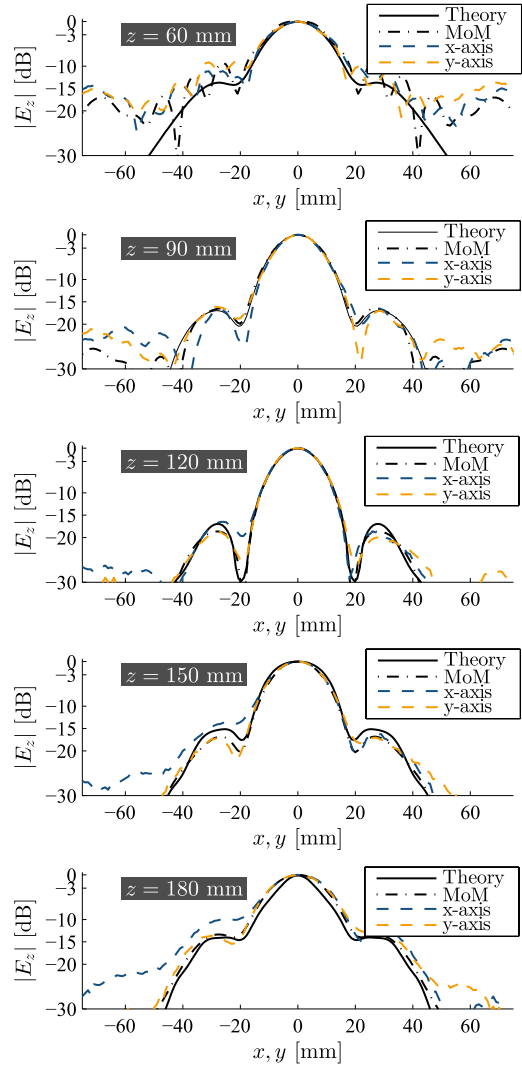 z = 60 mm
Theory
MoM
x-axis
y-axis
0
−3
−10
−15
−20
−30
|E_z| [dB]
−60 −40 −20 0 20 40 60
x, y [mm]
z = 90 mm
Theory
MoM
x-axis
y-axis
0
−3
−10
−15
−20
−30
|E_z| [dB]
−60 −40 −20 0 20 40 60
x, y [mm]
z = 120 mm
Theory
MoM
x-axis
y-axis
0
−3
−10
−15
−20
−30
|E_z| [dB]
−60 −40 −20 0 20 40 60
x, y [mm]
z = 150 mm
Theory
MoM
x-axis
y-axis
0
−3
−10
−15
−20
−30
|E_z| [dB]
−60 −40 −20 0 20 40 60
x, y [mm]
z = 180 mm
Theory
MoM
x-axis
y-axis
0
−3
−10
−15
−20
−30
|E_z| [dB]
−60 −40 −20 0 20 40 60
x, y [mm]